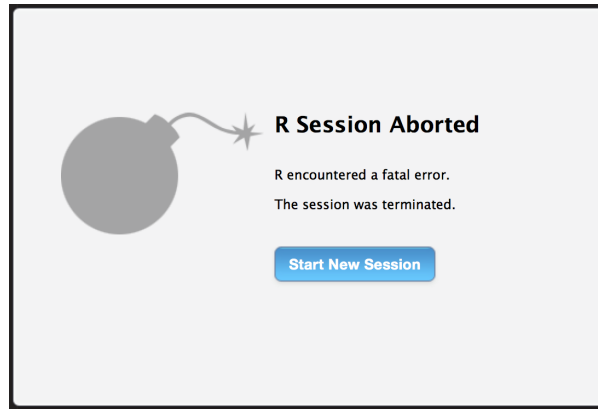 R Session Aborted
R encountered a fatal error.
The session was terminated.
Start New Session